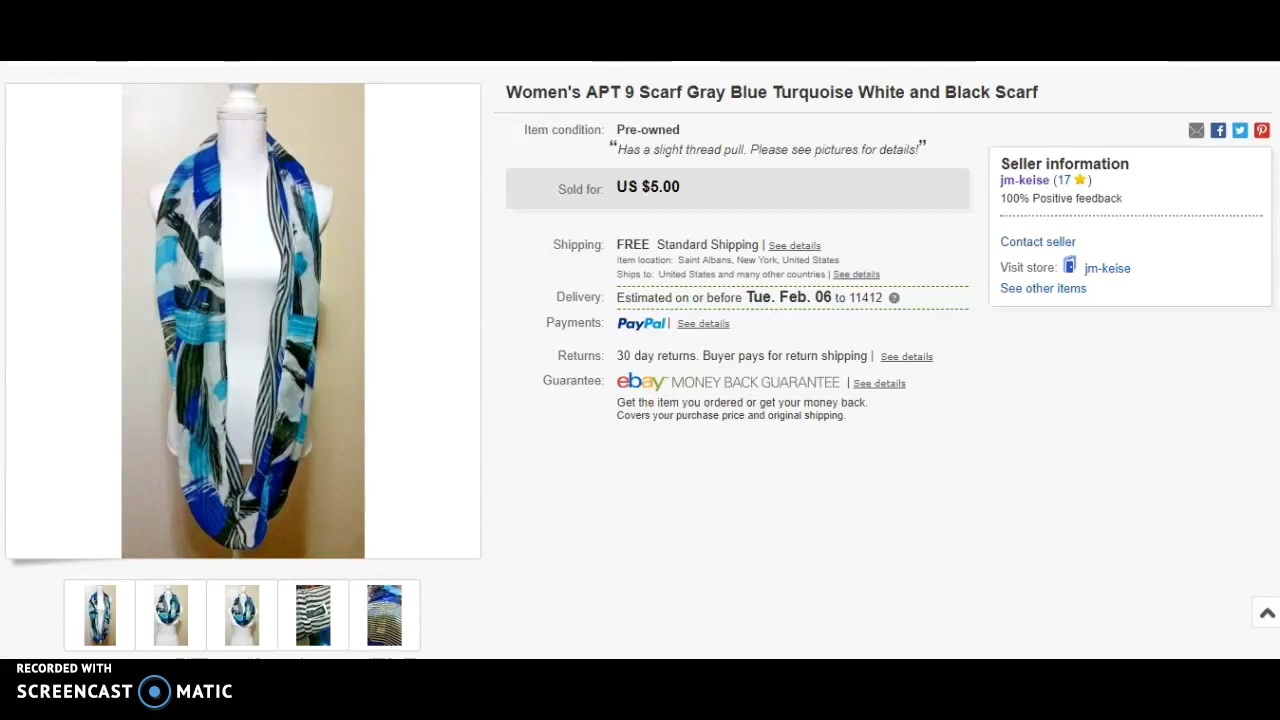 Women's APT 9 Scarf Gray Blue Turquoise White and Black Scarf
Item condition: Pre-owned
“Has a slight thread pull. Please see pictures for details!”
Sold for: US $5.00
Shipping: FREE Standard Shipping | See details
Item location: Saint Albans, New York, United States
Ships to: United States and many other countries | See details
Delivery: Estimated on or before Tue. Feb. 06 to 11412 ?
Payments: PayPal | See details
Returns: 30 day returns. Buyer pays for return shipping | See details
Guarantee: ebay MONEY BACK GUARANTEE | See details
Get the item you ordered or get your money back.
Covers your purchase price and original shipping.
Seller information
jm-keise (17 ★)
100% Positive feedback
Contact seller
Visit store: jm-keise
See other items
RECORDED WITH
SCREENCAST MATIC